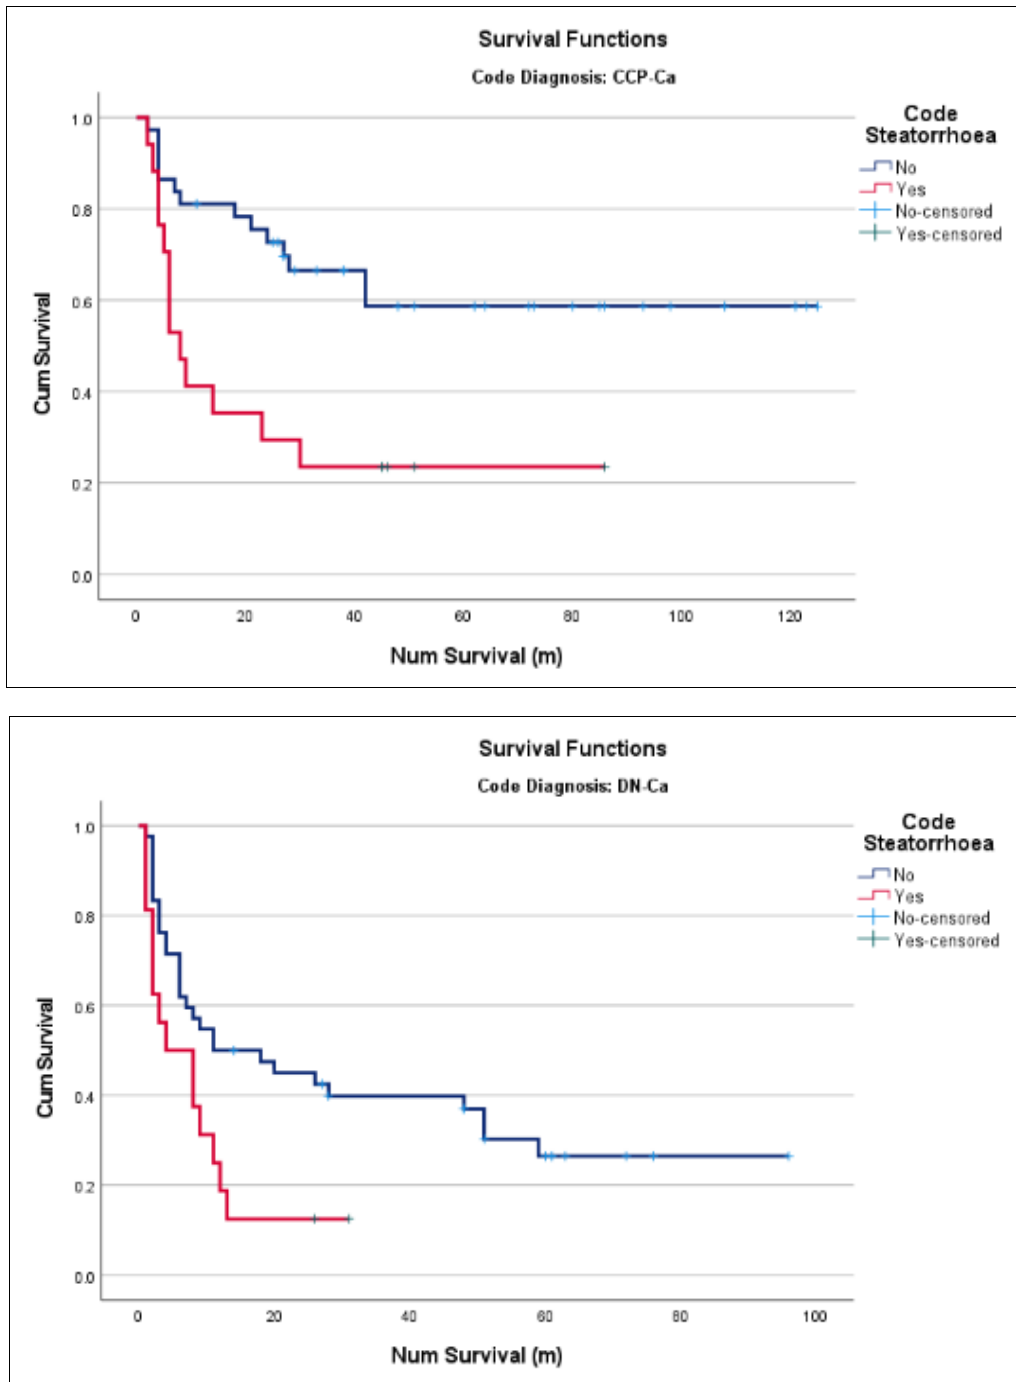 Survival Functions
Code Diagnosis: CCP-Ca
Code
Steatorrhoea
No
Yes
No-censored
Yes-censored
Cum Survival
1.0
0.8
0.6
0.4
0.2
0.0
0 20 40 60 80 100 120
Num Survival (m)
Survival Functions
Code Diagnosis: DN-Ca
Code
Steatorrhoea
No
Yes
No-censored
Yes-censored
Cum Survival
1.0
0.8
0.6
0.4
0.2
0.0
0 20 40 60 80 100
Num Survival (m)